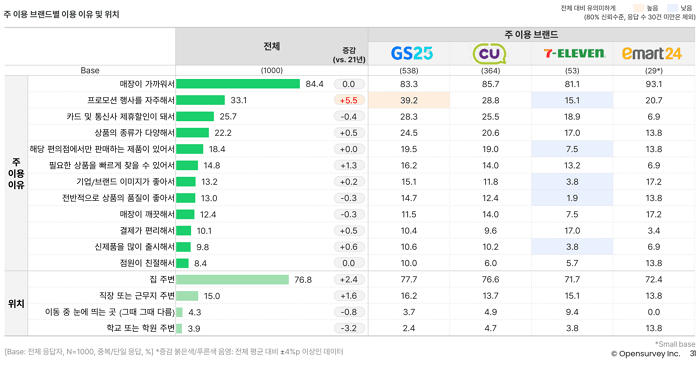 주 이용 브랜드별 이용 이유 및 위치
전체 대비 유의미하게 높음 낮음
(80% 신뢰수준, 응답 수 30건 미만은 제외)
주 이용 브랜드
전체 증감 (vs. 21년) GS25 CU 7-ELEVEN emart24
Base (1000) (538) (364) (53) (29*)
주 이용 이유
매장이 가까워서 84.4 0.0 83.3 85.7 81.1 93.1
프로모션 행사를 자주해서 33.1 +5.5 39.2 28.8 15.1 20.7
카드 및 통신사 제휴할인이 돼서 25.7 -0.4 28.3 25.5 18.9 6.9
상품의 종류가 다양해서 22.2 +0.5 24.5 20.6 17.0 13.8
해당 편의점에서만 판매하는 제품이 있어서 18.4 +0.0 19.5 19.0 7.5 13.8
필요한 상품을 빠르게 찾을 수 있어서 14.8 +1.3 16.2 14.0 13.2 6.9
기업/브랜드 이미지가 좋아서 13.2 +0.2 15.1 11.8 3.8 17.2
전반적으로 상품의 품질이 좋아서 13.0 -0.3 14.7 12.4 1.9 13.8
매장이 깨끗해서 12.4 -0.3 11.5 14.0 7.5 17.2
결제가 편리해서 10.1 +0.5 10.4 9.6 17.0 3.4
신제품을 많이 출시해서 9.8 +0.6 10.6 10.2 3.8 6.9
점원이 친절해서 8.4 0.0 10.0 6.0 5.7 13.8
위치
집 주변 76.8 +2.4 77.7 76.6 71.7 72.4
직장 또는 근무지 주변 15.0 +1.6 16.2 13.7 15.1 13.8
이동 중 눈에 띄는 곳 (그때 그때 다름) 4.3 -0.8 3.7 4.9 9.4 0.0
학교 또는 학원 주변 3.9 -3.2 2.4 4.7 3.8 13.8
*Small base
[Base: 전체 응답자, N=1000, 중복/단일 응답, %] *증감 붉은색/푸른색 음영: 전체 평균 대비 ±4%p 이상인 데이터
© Opensurvey Inc. 31